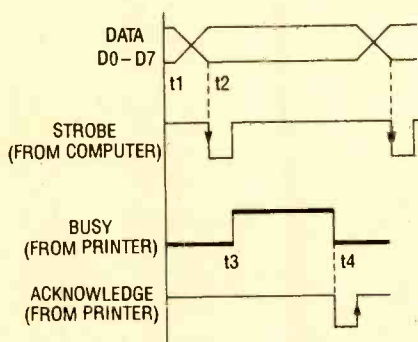 DATA
D0–D7
t1
t2
STROBE
(FROM COMPUTER)
BUSY
(FROM PRINTER)
t3
t4
ACKNOWLEDGE
(FROM PRINTER)